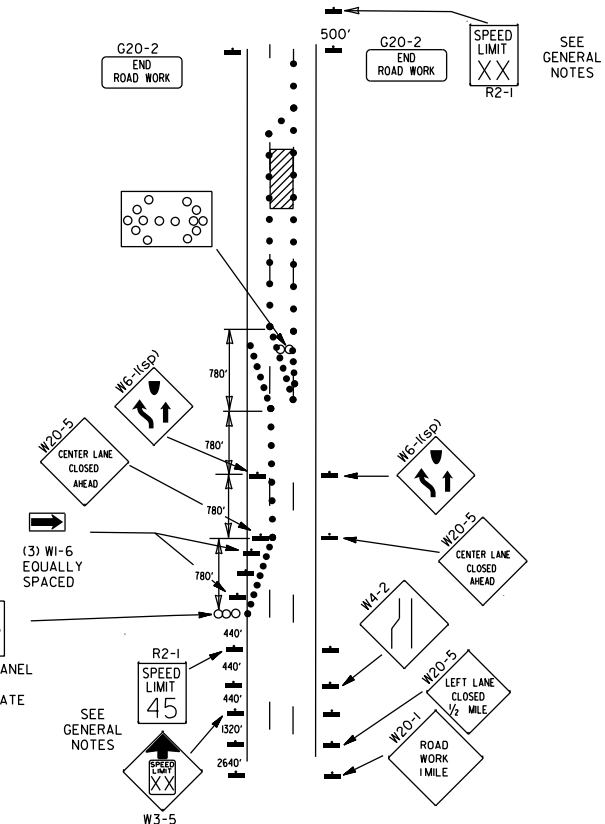 500'
G20-2
END
ROAD WORK
G20-2
END
ROAD WORK
SPEED
LIMIT
XX
R2-1
SEE
GENERAL
NOTES
780'
W6-1(sp)
780'
W20-5
CENTER LANE
CLOSED
AHEAD
780'
W6-1(sp)
W20-5
CENTER LANE
CLOSED
AHEAD
(3) W1-6
EQUALLY
SPACED
780'
W4-2
ANEL
ATE
440'
R2-1
SPEED
LIMIT
45
440'
440'
W20-5
LEFT LANE
CLOSED
1/2 MILE
SEE
GENERAL
NOTES
1320'
W20-1
ROAD
WORK
1 MILE
2640'
SPEED
LIMIT
XX
W3-5